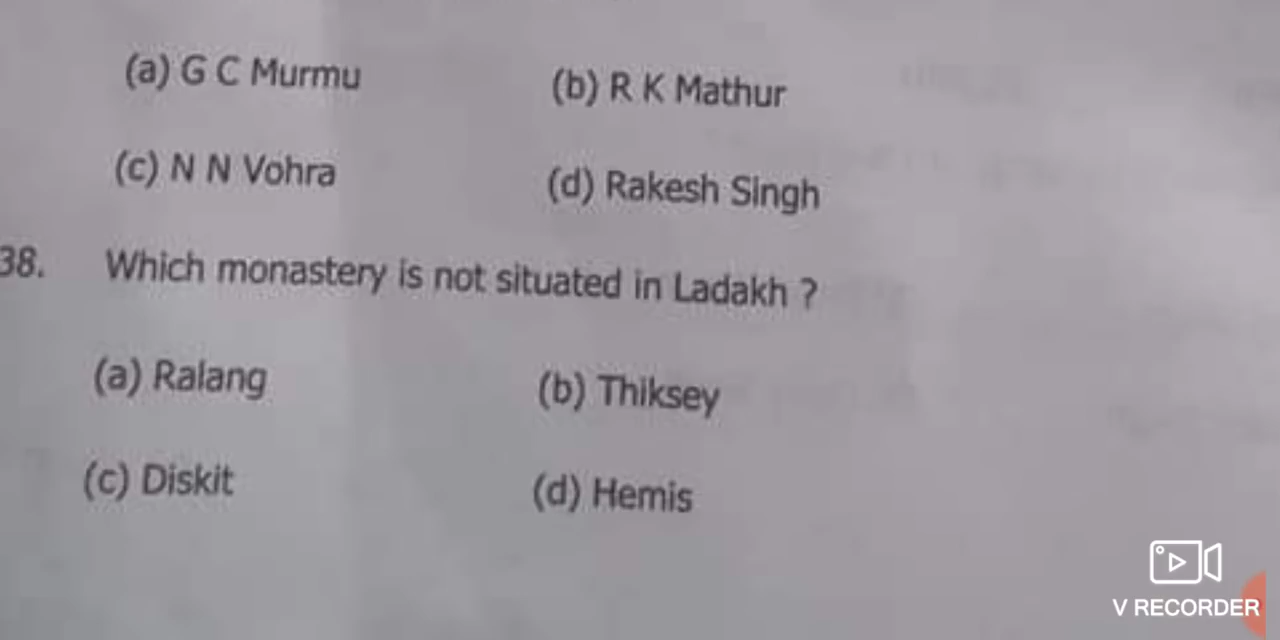 (a) G C Murmu (b) R K Mathur
(c) N N Vohra (d) Rakesh Singh
38. Which monastery is not situated in Ladakh ?
(a) Ralang (b) Thiksey
(c) Diskit (d) Hemis
V RECORDER